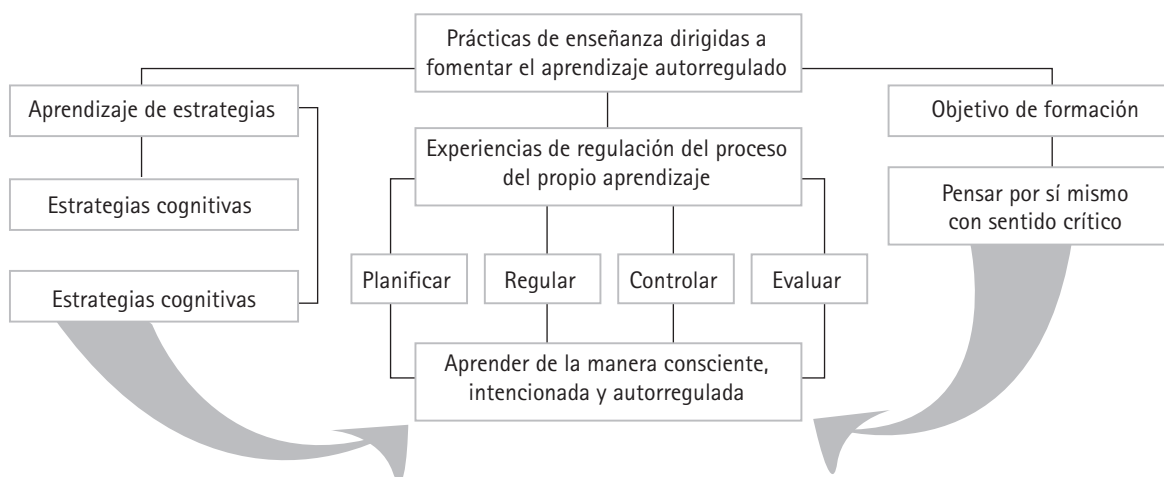 Prácticas de enseñanza dirigidas a
fomentar el aprendizaje autorregulado
Aprendizaje de estrategias
Objetivo de formación
Experiencias de regulación del proceso
del propio aprendizaje
Estrategias cognitivas
Pensar por sí mismo
con sentido crítico
Estrategias cognitivas
Planificar
Regular
Controlar
Evaluar
Aprender de la manera consciente,
intencionada y autorregulada